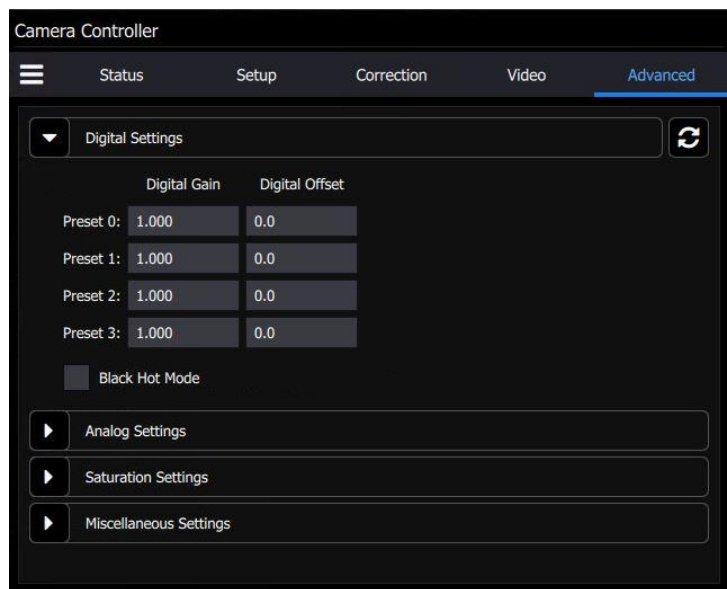 Camera Controller
Status Setup Correction Video Advanced
Digital Settings
Digital Gain Digital Offset
Preset 0: 1.000 0.0
Preset 1: 1.000 0.0
Preset 2: 1.000 0.0
Preset 3: 1.000 0.0
Black Hot Mode
Analog Settings
Saturation Settings
Miscellaneous Settings